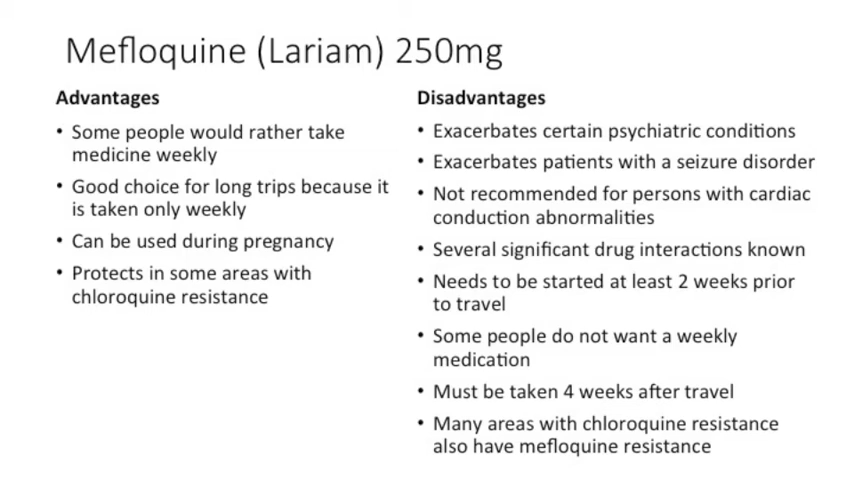 Mefloquine (Lariam) 250mg
Advantages
• Some people would rather take
medicine weekly
• Good choice for long trips because it
is taken only weekly
• Can be used during pregnancy
• Protects in some areas with
chloroquine resistance
Disadvantages
• Exacerbates certain psychiatric conditions
• Exacerbates patients with a seizure disorder
• Not recommended for persons with cardiac
conduction abnormalities
• Several significant drug interactions known
• Needs to be started at least 2 weeks prior
to travel
• Some people do not want a weekly
medication
• Must be taken 4 weeks after travel
• Many areas with chloroquine resistance
also have mefloquine resistance